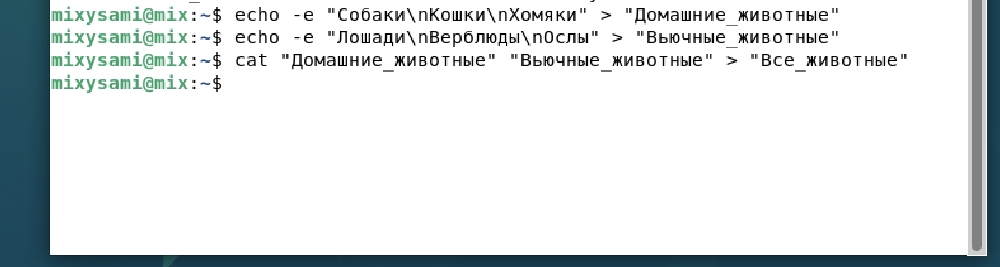 mixysami@mix:~$ echo -e "Собаки\nКошки\nХомяки" > "Домашние_животные"
mixysami@mix:~$ echo -e "Лошади\nВерблюды\nОслы" > "Вьючные_животные"
mixysami@mix:~$ cat "Домашние_животные" "Вьючные_животные" > "Все_животные"
mixysami@mix:~$